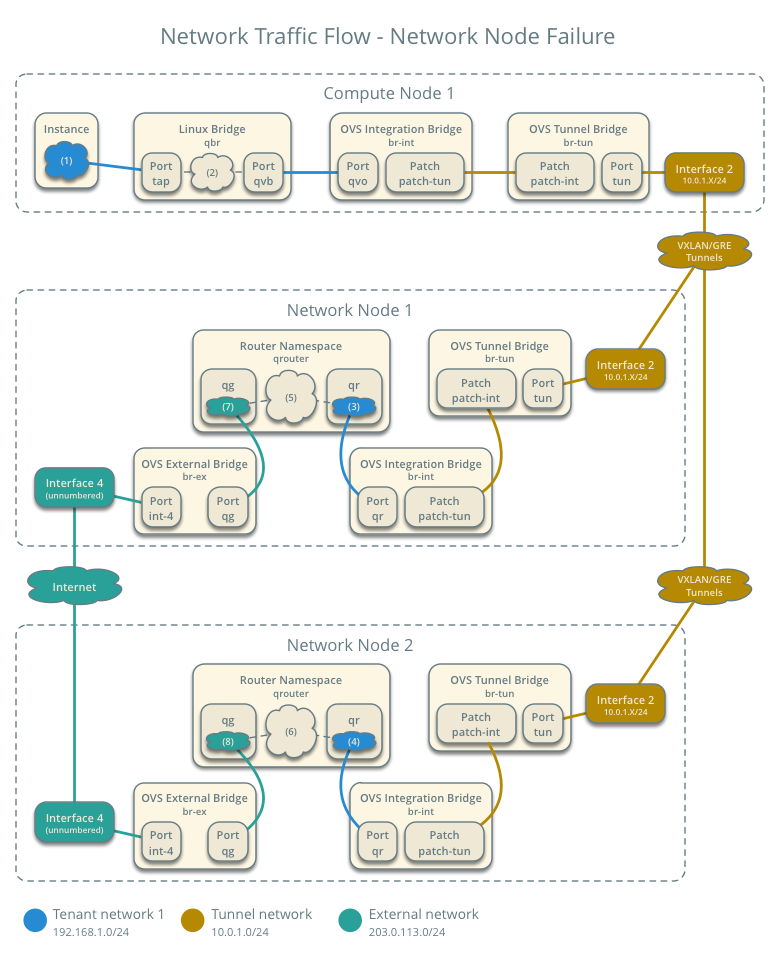 Network Traffic Flow - Network Node Failure
Compute Node 1
Instance
(1)
Linux Bridge
qbr
Port
tap
(2)
Port
qvb
OVS Integration Bridge
br-int
Port
qvo
Patch
patch-tun
OVS Tunnel Bridge
br-tun
Patch
patch-int
Port
tun
Interface 2
10.0.1.X/24
VXLAN/GRE
Tunnels
Network Node 1
Router Namespace
qrouter
qg
(7)
(5)
qr
(3)
OVS Tunnel Bridge
br-tun
Patch
patch-int
Port
tun
Interface 2
10.0.1.X/24
Interface 4
(unnumbered)
OVS External Bridge
br-ex
Port
int-4
Port
qg
OVS Integration Bridge
br-int
Port
qr
Patch
patch-tun
Internet
VXLAN/GRE
Tunnels
Network Node 2
Router Namespace
qrouter
qg
(8)
(6)
qr
(4)
OVS Tunnel Bridge
br-tun
Patch
patch-int
Port
tun
Interface 2
10.0.1.X/24
Interface 4
(unnumbered)
OVS External Bridge
br-ex
Port
int-4
Port
qg
OVS Integration Bridge
br-int
Port
qr
Patch
patch-tun
Tenant network 1
192.168.1.0/24
Tunnel network
10.0.1.0/24
External network
203.0.113.0/24